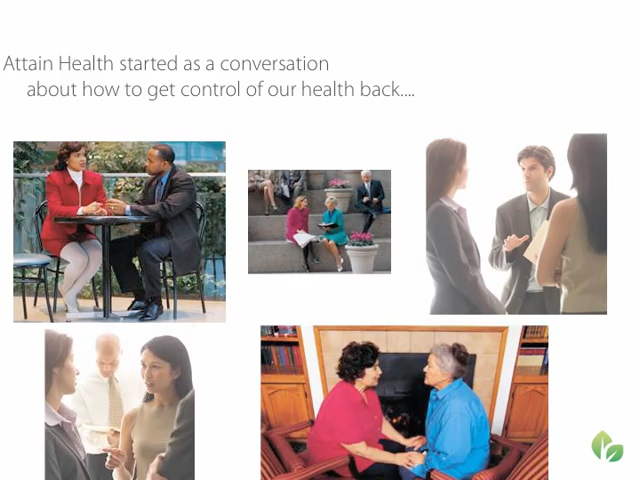 Attain Health started as a conversation
about how to get control of our health back....